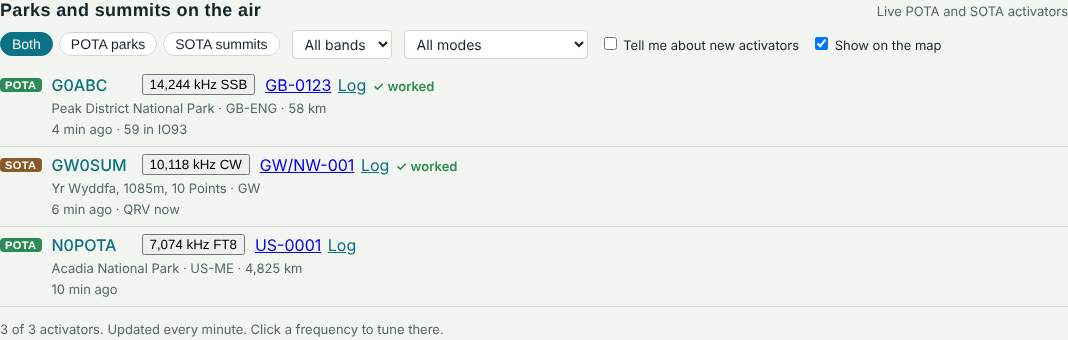 Parks and summits on the air Live POTA and SOTA activators
Both POTA parks SOTA summits All bands All modes Tell me about new activators Show on the map
POTA G0ABC 14,244 kHz SSB GB-0123 Log ✓ worked
Peak District National Park · GB-ENG · 58 km
4 min ago · 59 in IO93
SOTA GW0SUM 10,118 kHz CW GW/NW-001 Log ✓ worked
Yr Wyddfa, 1085m, 10 Points · GW
6 min ago · QRV now
POTA N0POTA 7,074 kHz FT8 US-0001 Log
Acadia National Park · US-ME · 4,825 km
10 min ago
3 of 3 activators. Updated every minute. Click a frequency to tune there.